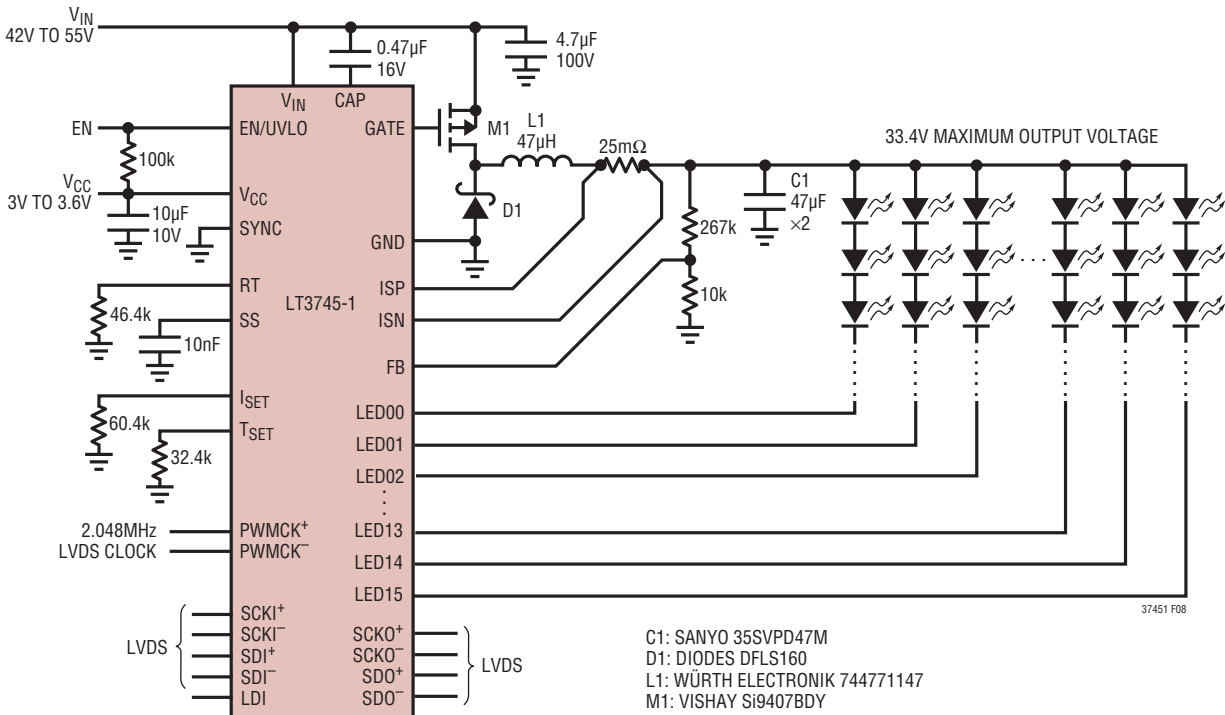 VIN
42V TO 55V
0.47µF
16V
4.7µF
100V
VIN
CAP
EN
EN/UVLO
GATE
M1
L1
47µH
25mΩ
33.4V MAXIMUM OUTPUT VOLTAGE
100k
VCC
3V TO 3.6V
VCC
10µF
10V
SYNC
D1
GND
C1
47µF
×2
267k
10k
RT
46.4k
LT3745-1
ISP
SS
10nF
ISN
FB
ISET
60.4k
TSET
32.4k
LED00
LED01
LED02
2.048MHz
LVDS CLOCK
PWMCK+
PWMCK–
LED13
LED14
LED15
37451 F08
LVDS
SCKI+
SCKI–
SDI+
SDI–
LDI
SCKO+
SCKO–
SDO+
SDO–
LVDS
C1: SANYO 35SVPD47M
D1: DIODES DFLS160
L1: WÜRTH ELECTRONIK 744771147
M1: VISHAY Si9407BDY